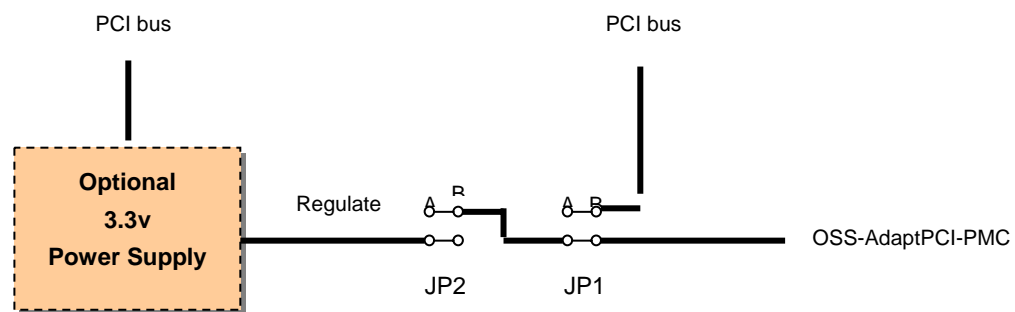 PCI bus
PCI bus
Optional
3.3v
Power Supply
Regulate
A B
A B
OSS-AdaptPCI-PMC
JP2
JP1